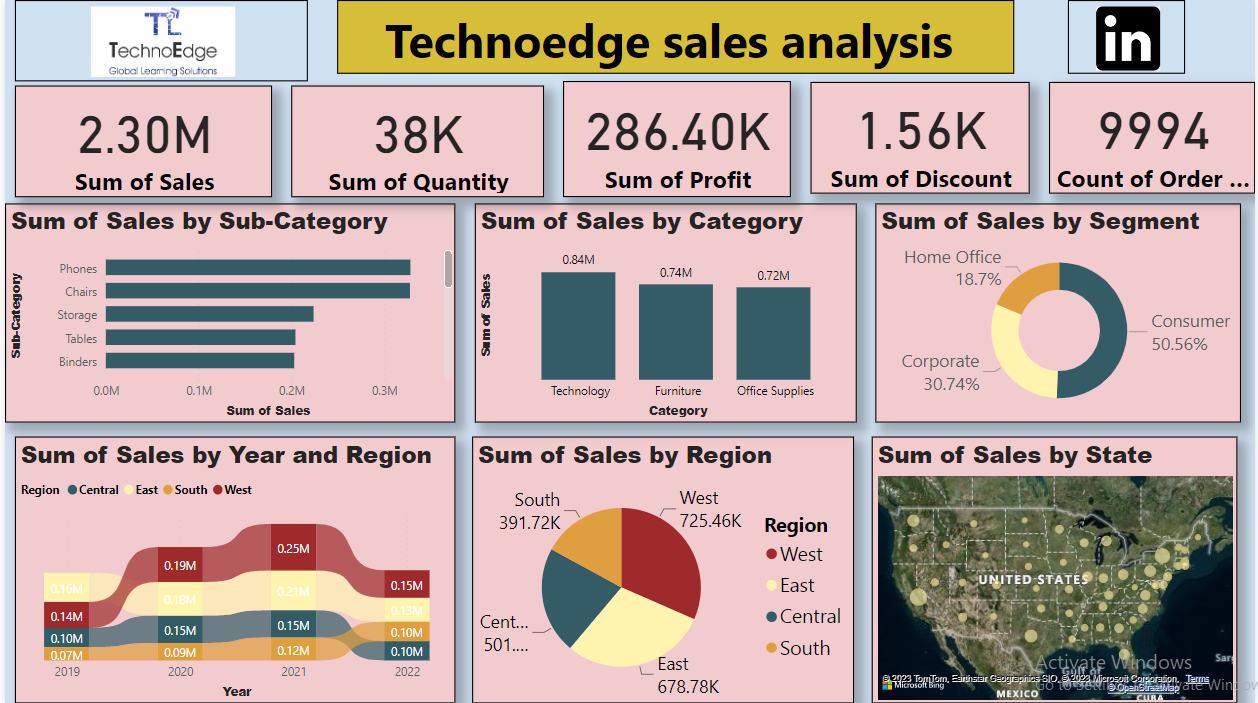 TL
TechnoEdge
Global Learning Solutions
Technoedge sales analysis
in
2.30M
Sum of Sales
38K
Sum of Quantity
286.40K
Sum of Profit
1.56K
Sum of Discount
9994
Count of Order ...
Sum of Sales by Sub-Category
Sub-Category
Phones
Chairs
Storage
Tables
Binders
0.0M 0.1M 0.2M 0.3M
Sum of Sales
Sum of Sales by Category
Sum of Sales
0.84M
0.74M
0.72M
Technology Furniture Office Supplies
Category
Sum of Sales by Segment
Home Office
18.7%
Consumer
50.56%
Corporate
30.74%
Sum of Sales by Year and Region
Region Central East South West
0.16M
0.14M
0.10M
0.07M
0.19M
0.18M
0.15M
0.09M
0.25M
0.21M
0.15M
0.12M
0.15M
0.13M
0.10M
0.10M
2019 2020 2021 2022
Year
Sum of Sales by Region
South
391.72K
West
725.46K
Cent...
501....
East
678.78K
Region
West
East
Central
South
Sum of Sales by State
UNITED STATES
MEXICO
CUBA
Gulf of
Sarg
Activate Windows
Go to Settings to activate Windows
© 2023 TomTom, Earthstar Geographics SIO, © 2023 Microsoft Corporation, Terms
© OpenStreetMap
Microsoft Bing